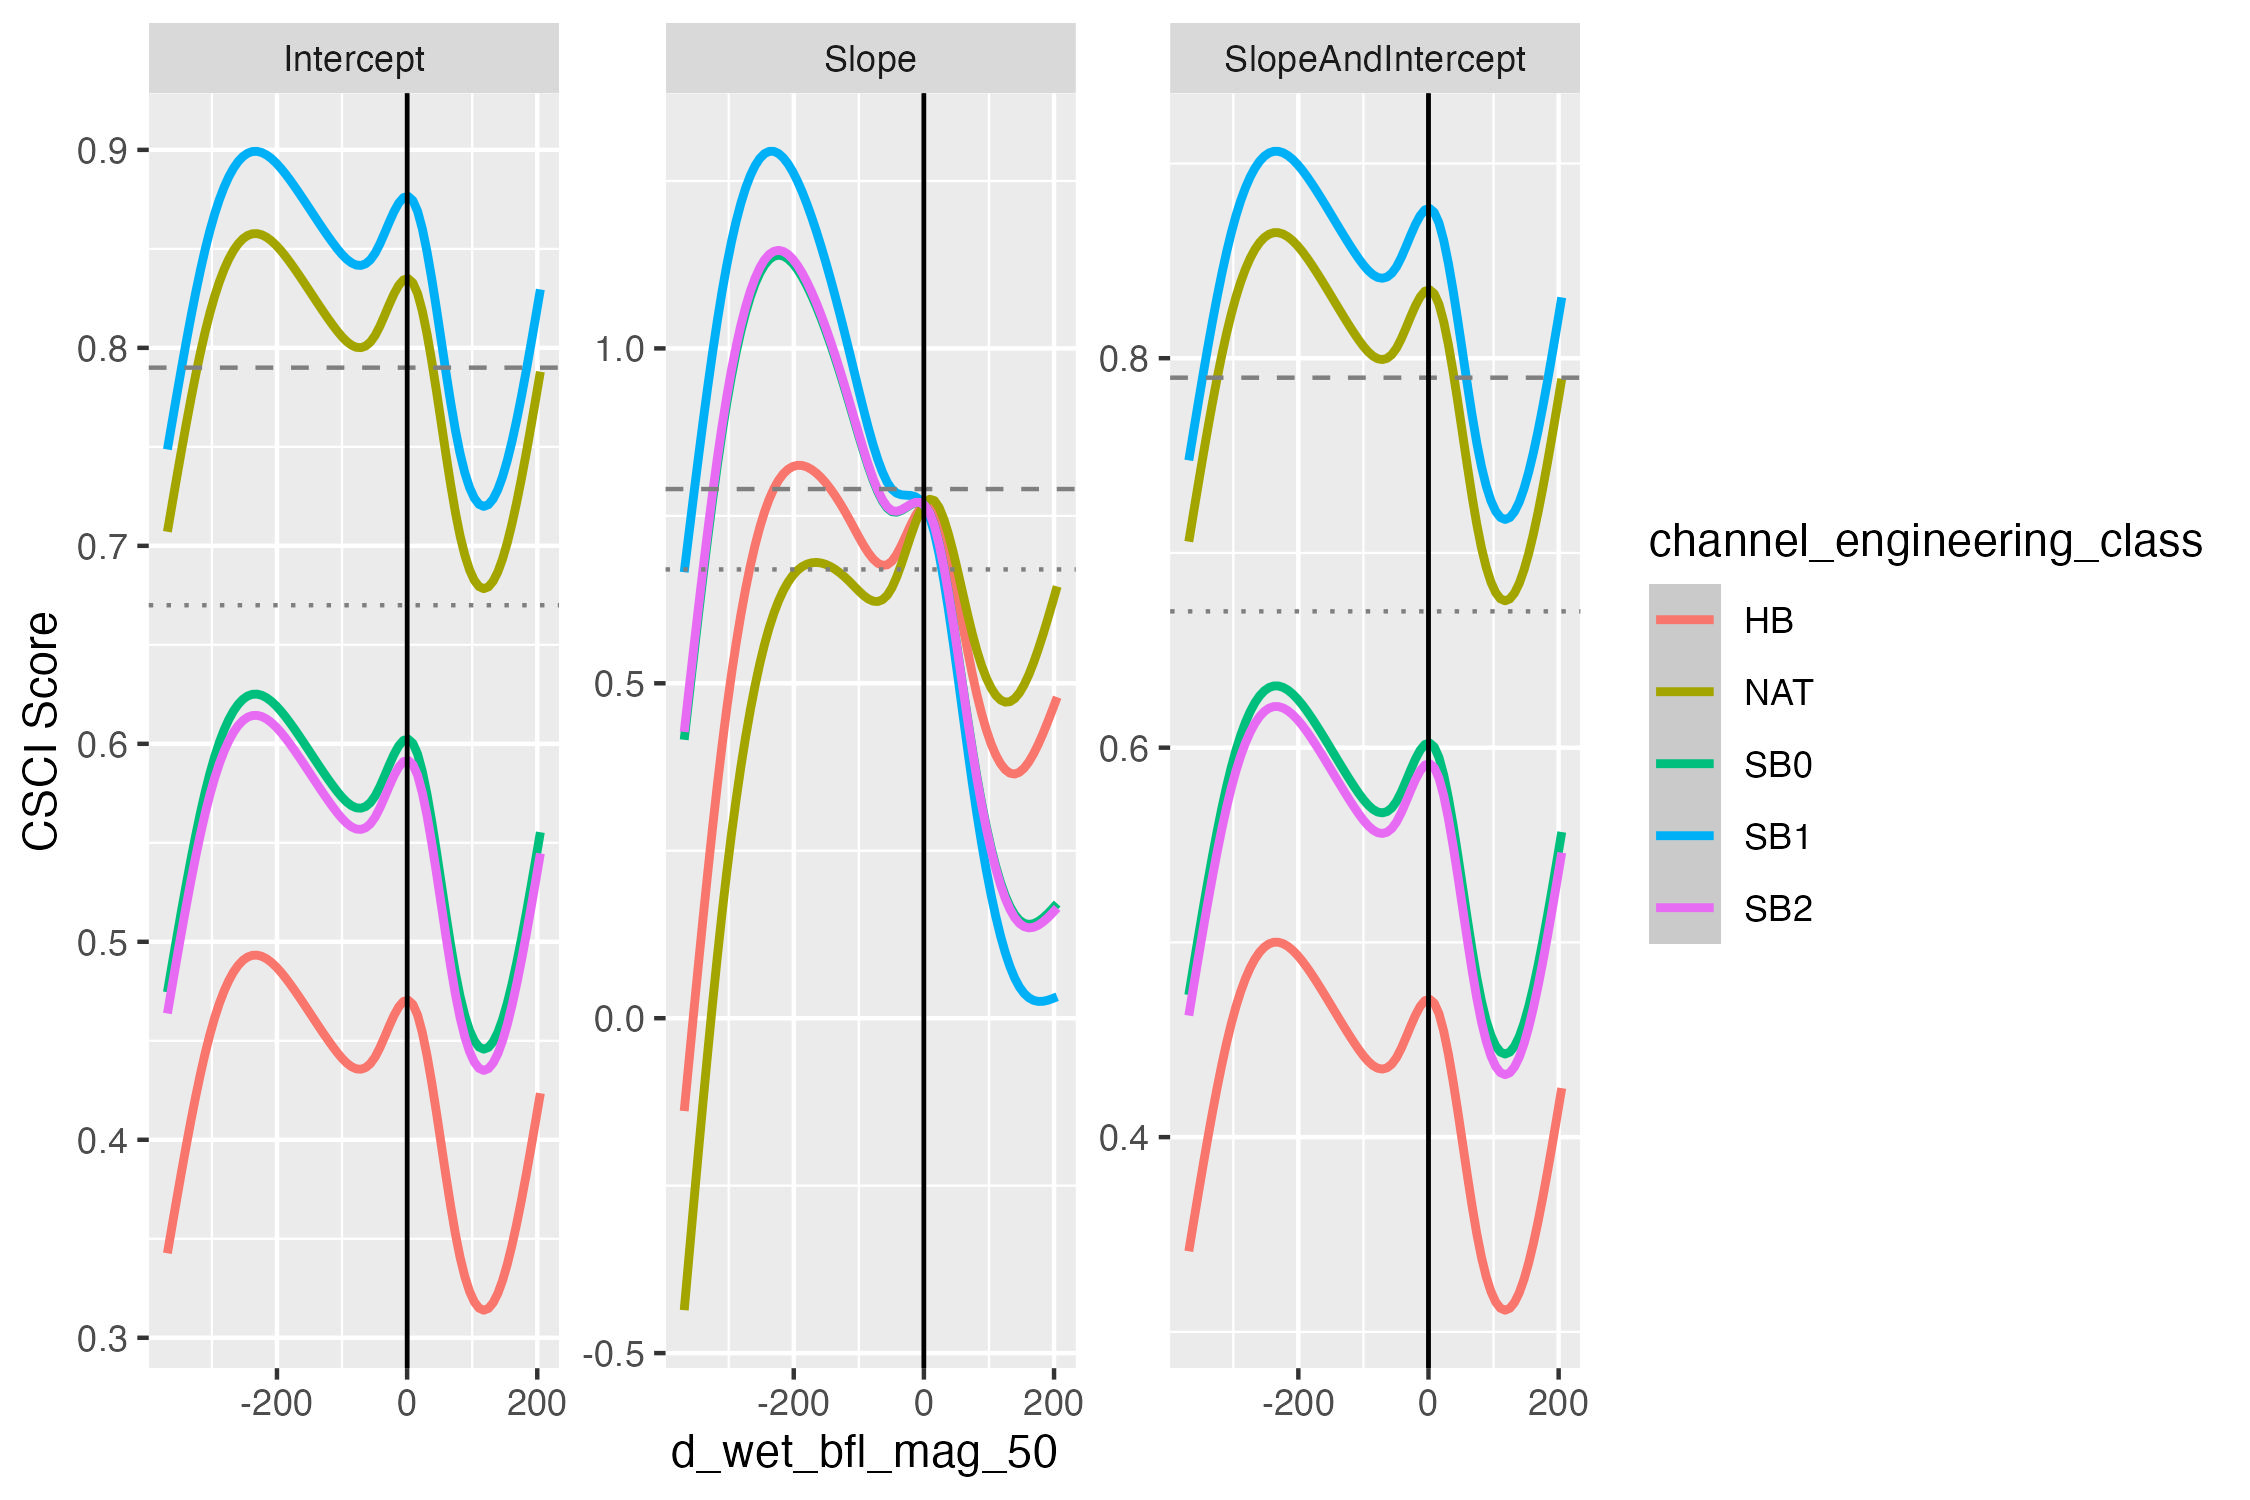 Intercept
Slope
SlopeAndIntercept
CSCI Score
0.9
0.8
0.7
0.6
0.5
0.4
0.3
1.0
0.5
0.0
-0.5
0.8
0.6
0.4
-200 0 200
-200 0 200
-200 0 200
d_wet_bfl_mag_50
channel_engineering_class
HB
NAT
SB0
SB1
SB2